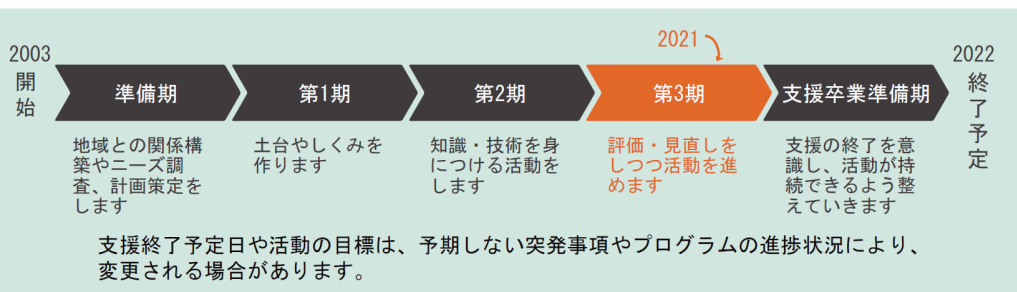 2003
開始
準備期
第1期
第2期
2021
第3期
支援卒業準備期
2022
終了予定
地域との関係構
築やニーズ調
査、計画策定を
します
土台やしくみを
作ります
知識・技術を身
につける活動を
します
評価・見直しを
しつつ活動を進
めます
支援の終了を意
識し、活動が持
続できるよう整
えていきます
支援終了予定日や活動の目標は、予期しない突発事項やプログラムの進捗状況により、
変更される場合があります。